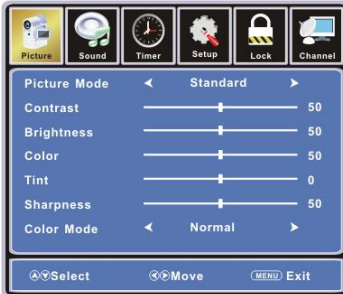 Picture Sound Timer Setup Lock Channel
Picture Mode Standard
Contrast 50
Brightness 50
Color 50
Tint 0
Sharpness 50
Color Mode Normal
Select Move MENU Exit